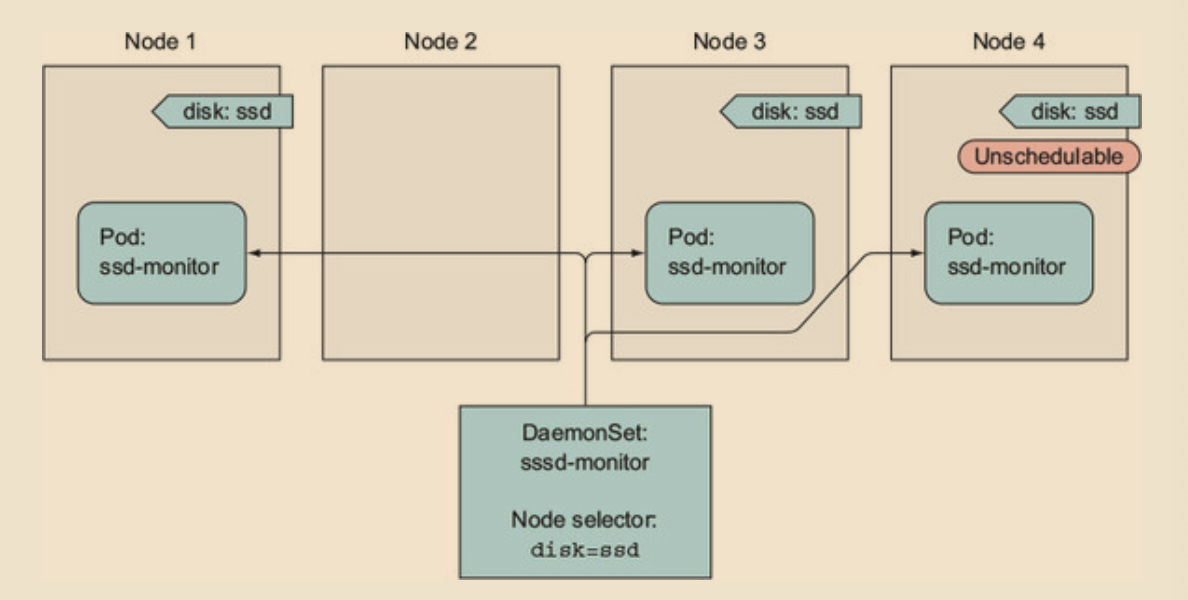 Node 1
Node 2
Node 3
Node 4
disk: ssd
disk: ssd
disk: ssd
Unschedulable
Pod:
ssd-monitor
Pod:
ssd-monitor
Pod:
ssd-monitor
DaemonSet:
sssd-monitor
Node selector:
disk=ssd